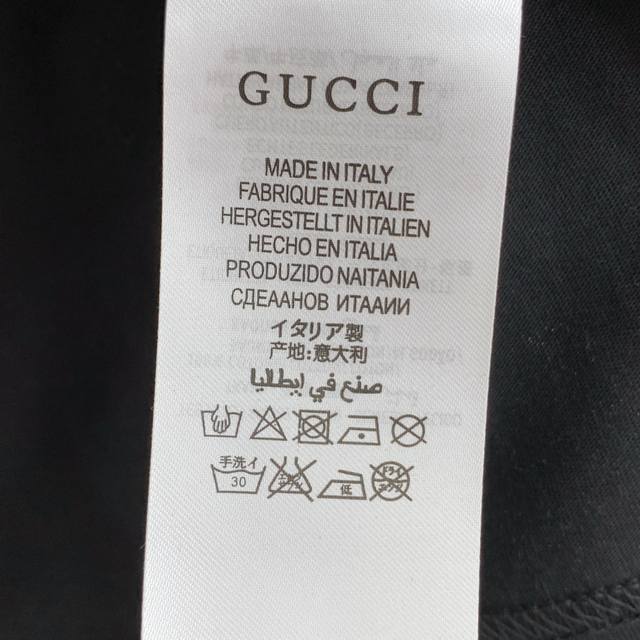 GUCCI
MADE IN ITALY
FABRIQUE EN ITALIE
HERGESTELLT IN ITALIEN
HECHO EN ITALIA
PRODUZIDO NAITANIA
СДЕААНОВ ИТААИИ
イタリア製
产地:意大利
صنع في إيطاليا
手洗イ
30
低